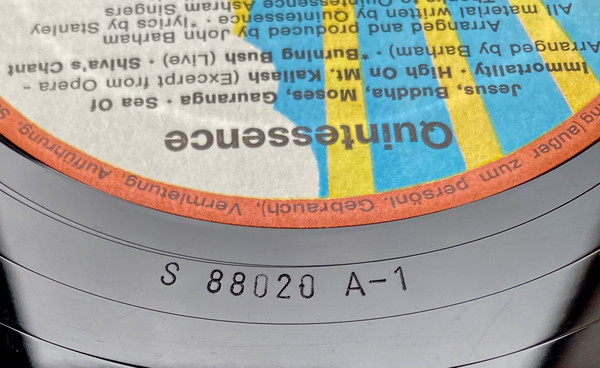 Quintessence
Jesus, Buddha, Moses, Gauranga · Sea Of
Immortality · High On Mt. Kailash (Excerpt from Opera -
Arranged by Barham) · *Burning Bush (Live) · Shiva's Chant
Arranged and produced by John Barham
All material written by Quintessence · *lyrics by Stanley
Ashram Singers
zum persönl. Gebrauch), Vermietung, Aufführung,
S 88020 A-1